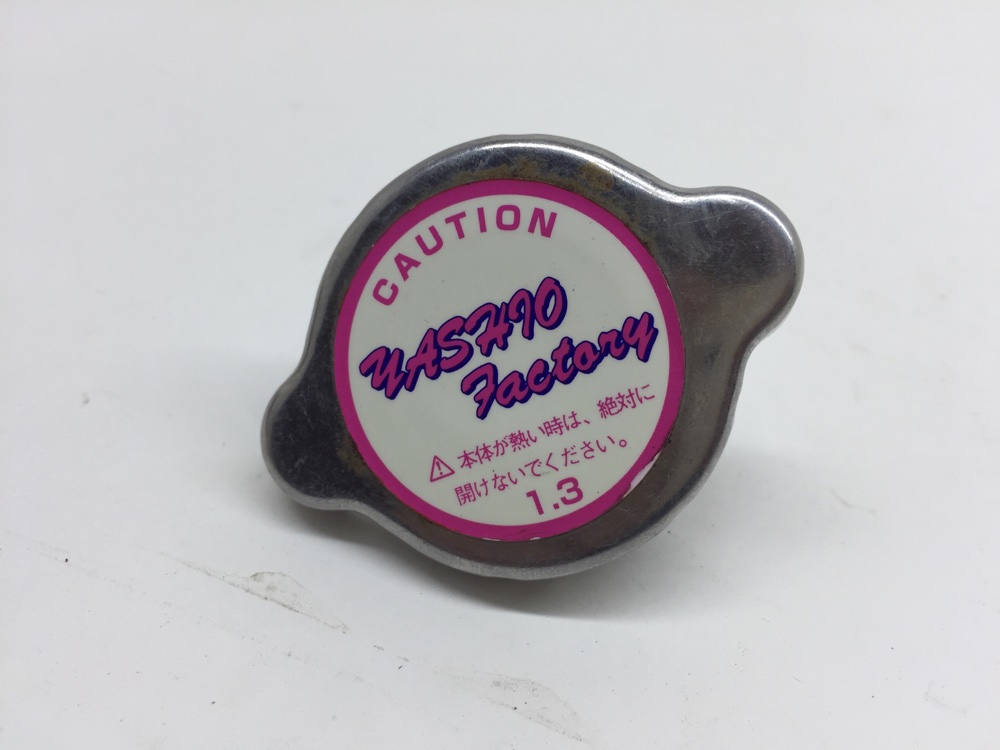 CAUTION
YASHIO
Factory
⚠ 本体が熱い時は、絶対に
開けないでください。
1.3